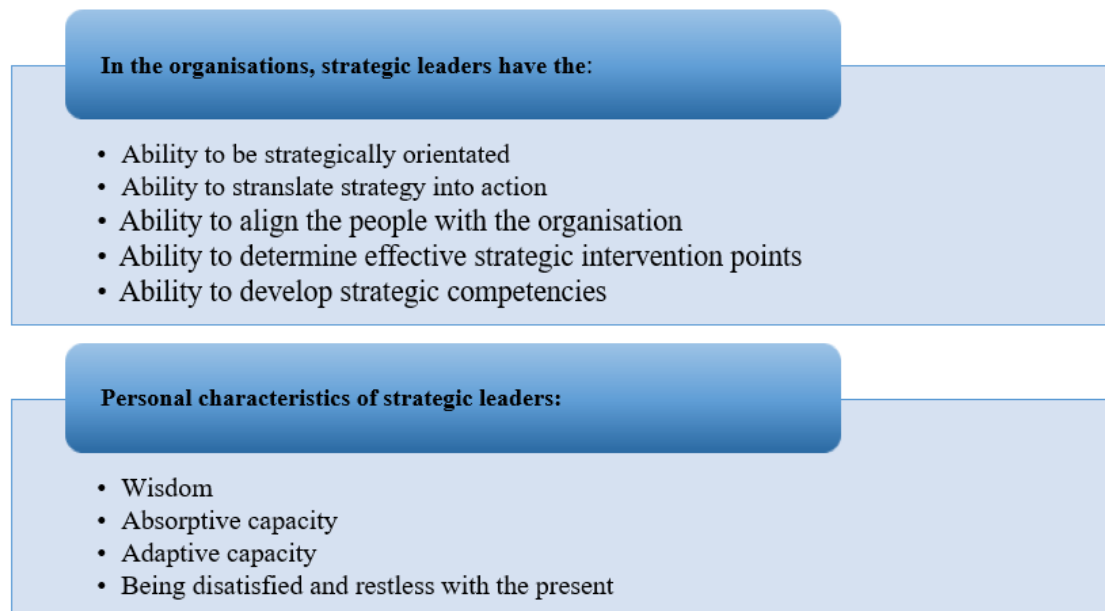 In the organisations, strategic leaders have the:
• Ability to be strategically orientated
• Ability to stranslate strategy into action
• Ability to align the people with the organisation
• Ability to determine effective strategic intervention points
• Ability to develop strategic competencies
Personal characteristics of strategic leaders:
• Wisdom
• Absorptive capacity
• Adaptive capacity
• Being disatisfied and restless with the present